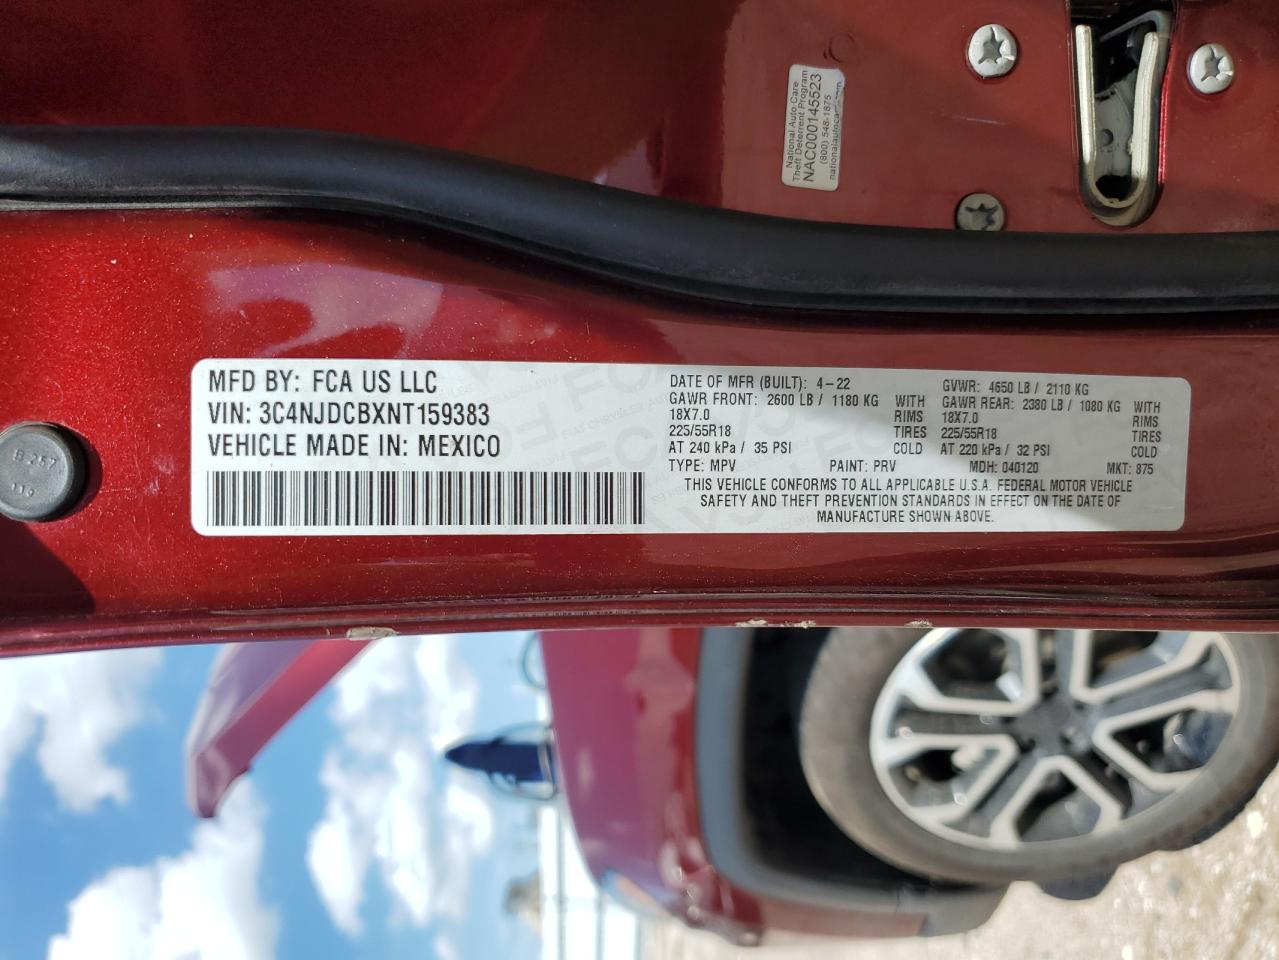 National Auto Care
Theft Deterrent Program
NAC000145523
(800) 548-1875
MFD BY: FCA US LLC
VIN: 3C4NJDCBXNT159383
VEHICLE MADE IN: MEXICO
DATE OF MFR (BUILT): 4-22 GVWR: 4650 LB / 2110 KG
GAWR FRONT: 2600 LB / 1180 KG WITH GAWR REAR: 2380 LB / 1080 KG WITH
18X7.0 RIMS 18X7.0 RIMS
225/55R18 TIRES 225/55R18 TIRES
AT 240 kPa / 35 PSI COLD AT 220 kPa / 32 PSI COLD
TYPE: MPV PAINT: PRV MDH: 040120 MKT: 875
THIS VEHICLE CONFORMS TO ALL APPLICABLE U.S.A. FEDERAL MOTOR VEHICLE
SAFETY AND THEFT PREVENTION STANDARDS IN EFFECT ON THE DATE OF
MANUFACTURE SHOWN ABOVE.
B 257
119